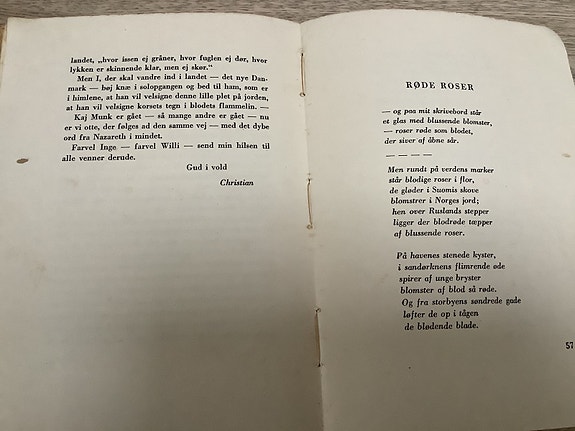 landet, „hvor issen ej gråner, hvor fuglen ej dør, hvor
lykken er skinnende klar, men ej skør."
Men I, der skal vandre ind i landet — det nye Dan-
mark — bøj knæ i solopgangen og bed til ham, som er
i himlene, at han vil velsigne denne lille plet på jorden,
at han vil velsigne korsets tegn i blodets flammelin. —
Kaj Munk er gået — så mange andre er gået — nu
er vi otte, der følges ad den samme vej — med det dybe
ord fra Nazareth i mindet.
Farvel Inge — farvel Willi — send min hilsen til
alle venner derude.
Gud i vold
Christian
RØDE ROSER
— og paa mit skrivebord står
et glas med blussende blomster,
— roser røde som blodet,
der siver af åbne sår.
— — — —
Men rundt på verdens marker
står blodige roser i flor,
de gløder i Suomis skove
blomstrer i Norges jord;
hen over Ruslands stepper
ligger der blodrøde tæpper
af blussende roser.
På havenes stenede kyster,
i sandørknens flimrende øde
spirer af unge bryster
blomster af blod så røde.
Og fra storbyens søndrede gade
løfter de op i tågen
de blødende blade.
57